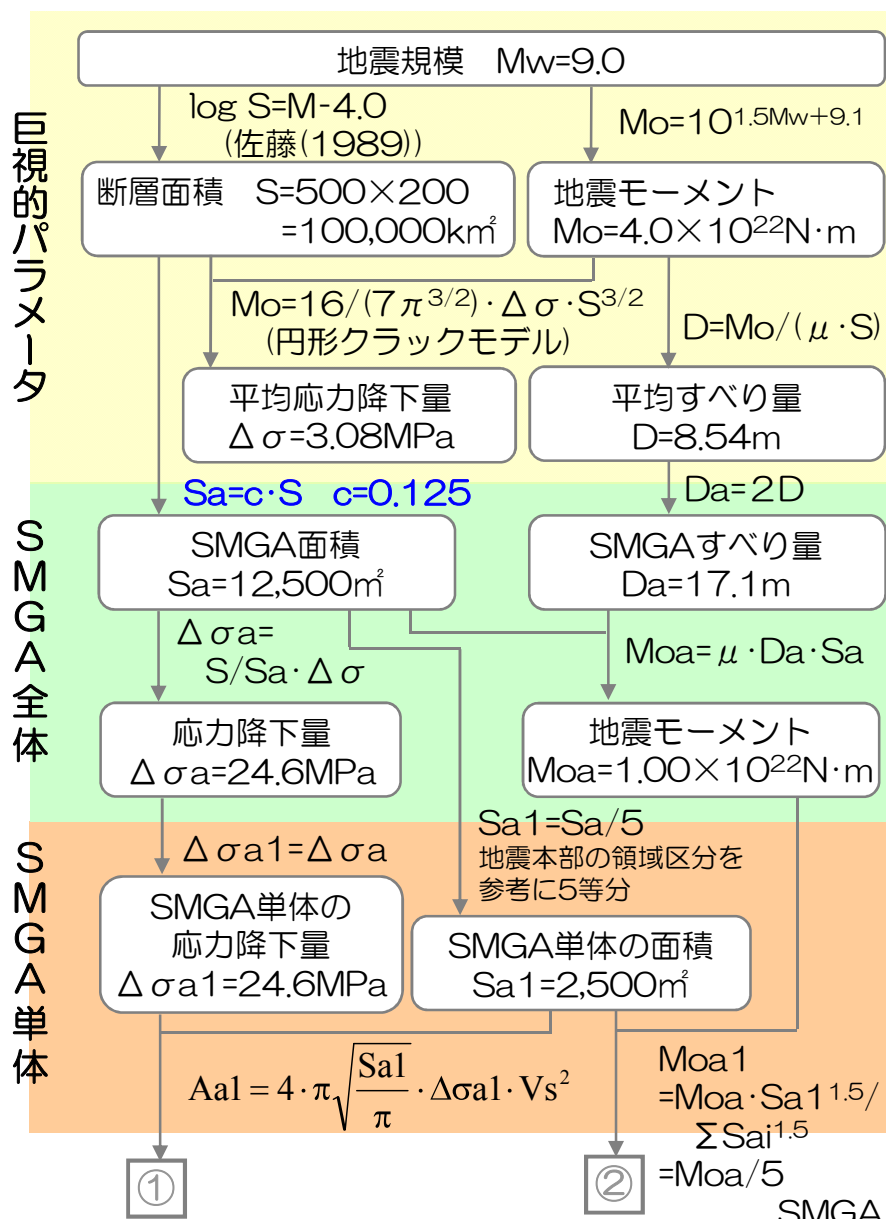 地震規模　Mw=9.0
log S=M-4.0
(佐藤(1989))
Mo=10^1.5Mw+9.1
巨視的パラメータ
断層面積　S=500×200
=100,000k㎡
地震モーメント
Mo=4.0×10^22N・m
Mo=16/(7π^3/2)・Δσ・S^3/2
(円形クラックモデル)
D=Mo/(μ・S)
平均応力降下量
Δσ=3.08MPa
平均すべり量
D=8.54m
Sa=c・S　c=0.125
Da=2D
SMGA全体
SMGA面積
Sa=12,500㎡
SMGAすべり量
Da=17.1m
Δσa=
S/Sa・Δσ
Moa=μ・Da・Sa
応力降下量
Δσa=24.6MPa
地震モーメント
Moa=1.00×10^22N・m
SMGA単体
Δσa1=Δσa
Sa1=Sa/5
地震本部の領域区分を
参考に5等分
SMGA単体の
応力降下量
Δσa1=24.6MPa
SMGA単体の面積
Sa1=2,500㎡
Aa1 = 4・π√(Sa1/π)・Δσa1・Vs^2
Moa1
=Moa・Sa1^1.5/
ΣSai^1.5
=Moa/5
①
②
SMGA